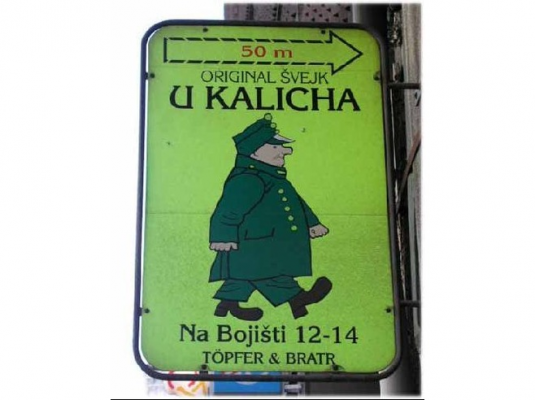 50 m
ORIGINAL ŠVEJK
U KALICHA
Na Bojišti 12-14
TÖPFER & BRATR